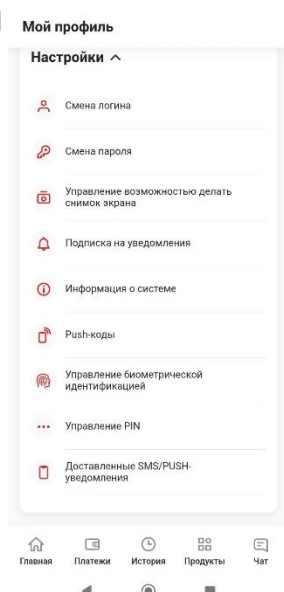 Мой профиль
Настройки
Смена логина
Смена пароля
Управление возможностью делать
снимок экрана
Подписка на уведомления
Информация о системе
Push-коды
Управление биометрической
идентификацией
Управление PIN
Доставленные SMS/PUSH-
уведомления
Главная Платежи История Продукты Чат